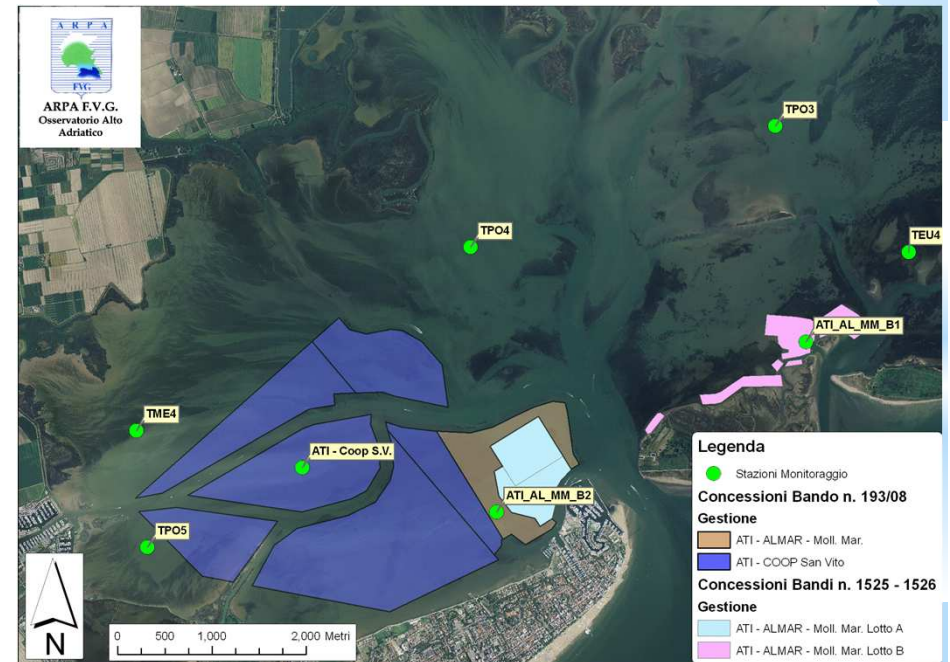 A R P A
FVG
ARPA F.V.G.
Osservatorio Alto
Adriatico
TPO3
TPO4
TEU4
ATI_AL_MM_B1
TME4
ATI - Coop S.V.
ATI_AL_MM_B2
TPO5
N
0 500 1,000 2,000 Metri
Legenda
Stazioni Monitoraggio
Concessioni Bando n. 193/08
Gestione
ATI - ALMAR - Moll. Mar.
ATI - COOP San Vito
Concessioni Bandi n. 1525 - 1526
Gestione
ATI - ALMAR - Moll. Mar. Lotto A
ATI - ALMAR - Moll. Mar. Lotto B